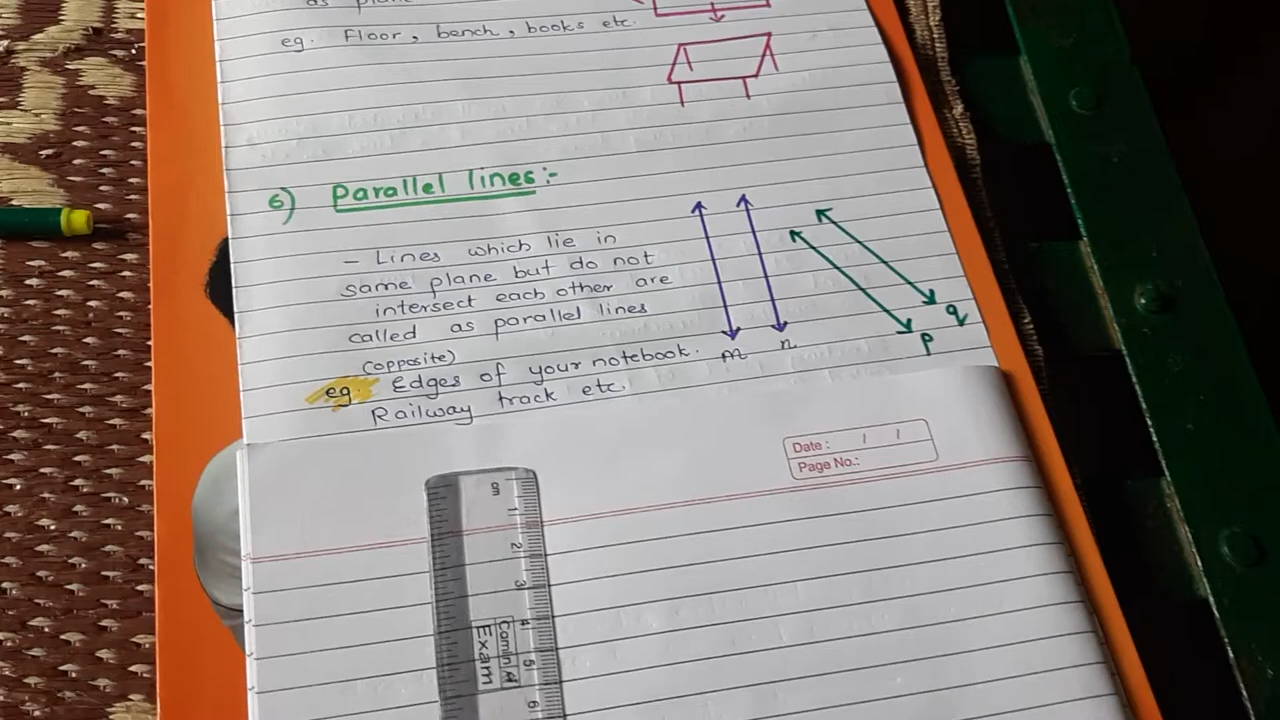 as plane
eg. Floor, bench, books etc.
6) Parallel lines:-
- Lines which lie in
same plane but do not
intersect each other are
called as parallel lines
(opposite)
eg. Edges of your notebook.
Railway track etc.
m n p q
Date: / /
Page No.:
cm
1
2
3
4
5
6
Exam